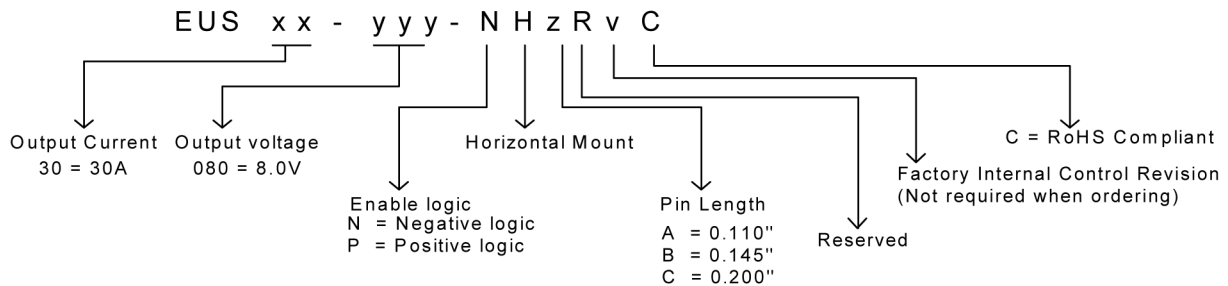 EUS xx - yyy - N H z R v C
Output Current
30 = 30A
Output voltage
080 = 8.0V
Enable logic
N = Negative logic
P = Positive logic
Horizontal Mount
Pin Length
A = 0.110"
B = 0.145"
C = 0.200"
Reserved
Factory Internal Control Revision
(Not required when ordering)
C = RoHS Compliant